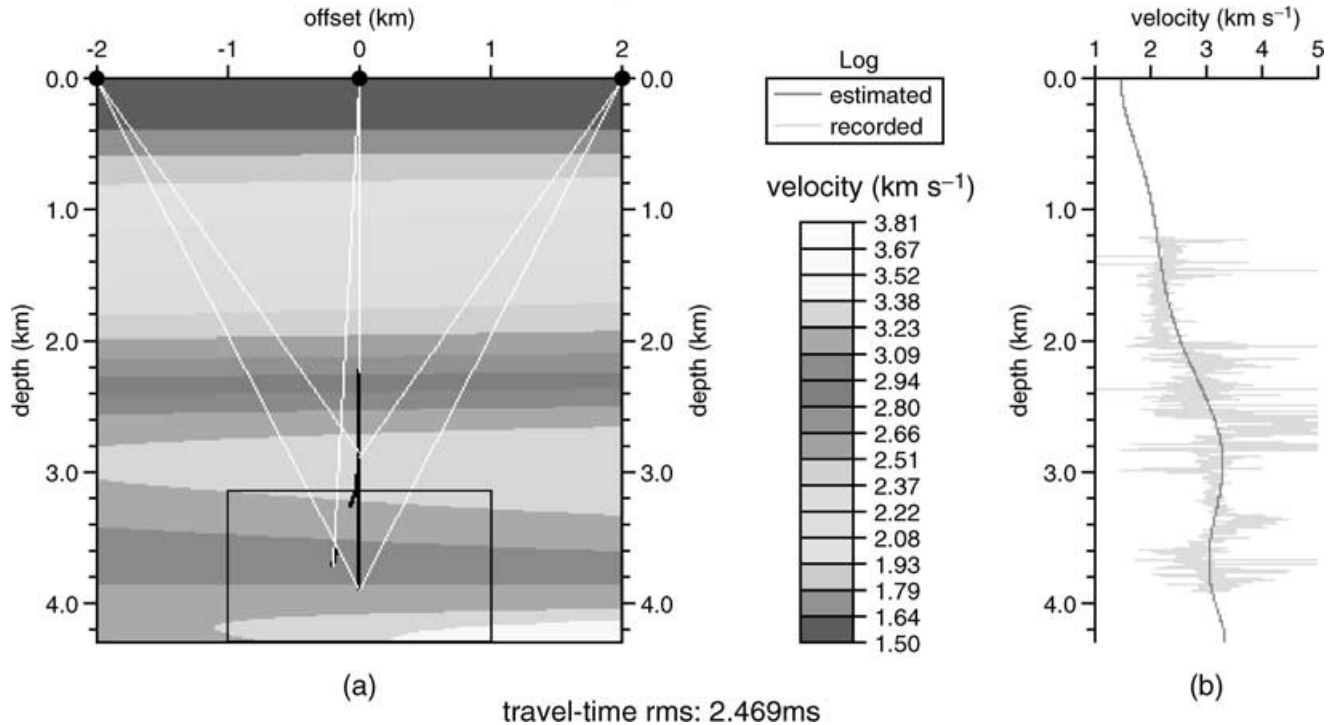 offset (km)
-2 -1 0 1 2
0.0 1.0 2.0 3.0 4.0
depth (km)
0.0 1.0 2.0 3.0 4.0
depth (km)
(a)
Log
estimated
recorded
velocity (km s⁻¹)
3.81
3.67
3.52
3.38
3.23
3.09
2.94
2.80
2.66
2.51
2.37
2.22
2.08
1.93
1.79
1.64
1.50
velocity (km s⁻¹)
1 2 3 4 5
0.0 1.0 2.0 3.0 4.0
depth (km)
(b)
travel-time rms: 2.469ms